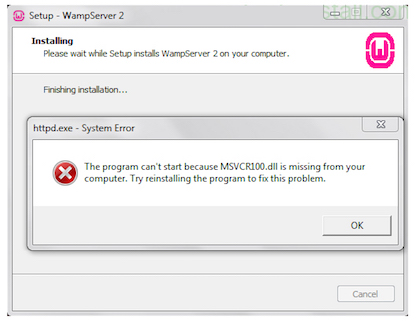 Setup - WampServer 2
Installing
Please wait while Setup installs WampServer 2 on your computer.
Finishing installation...
httpd.exe - System Error
The program can't start because MSVCR100.dll is missing from your
computer. Try reinstalling the program to fix this problem.
OK
Cancel